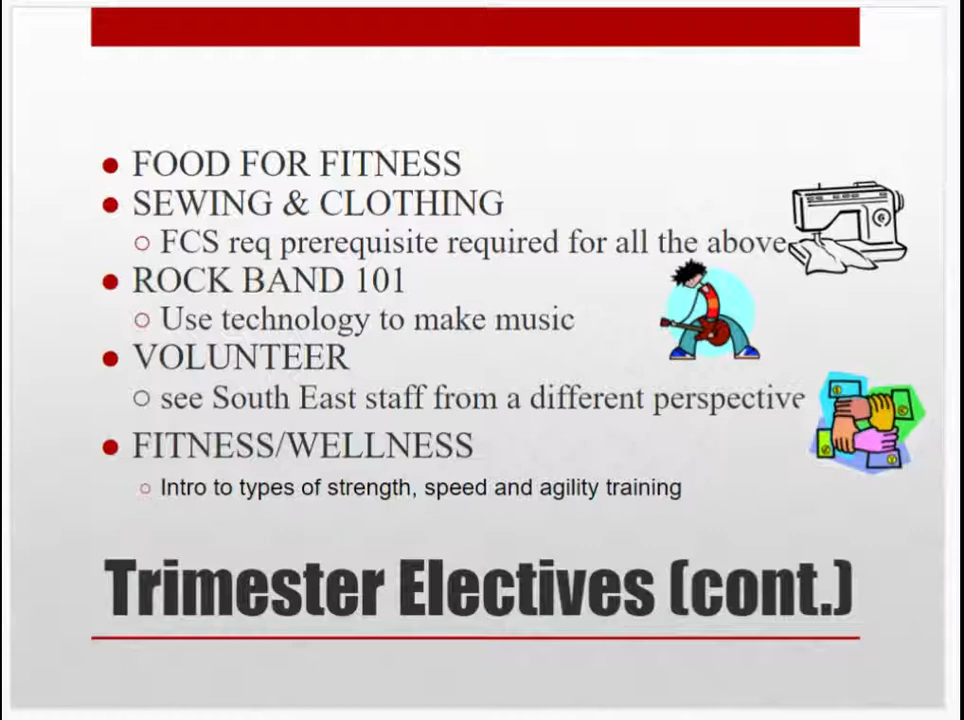 • FOOD FOR FITNESS
• SEWING & CLOTHING
○ FCS req prerequisite required for all the above
• ROCK BAND 101
○ Use technology to make music
• VOLUNTEER
○ see South East staff from a different perspective
• FITNESS/WELLNESS
○ Intro to types of strength, speed and agility training
Trimester Electives (cont.)